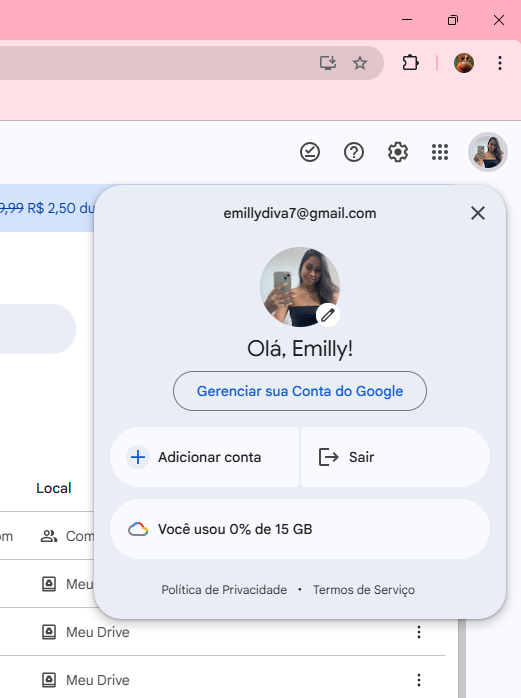 9,99 R$ 2,50 du
emillydiva7@gmail.com
Olá, Emilly!
Gerenciar sua Conta do Google
Adicionar conta
Sair
Você usou 0% de 15 GB
Política de Privacidade • Termos de Serviço
Local
om
Com
Meu
Meu Drive
Meu Drive